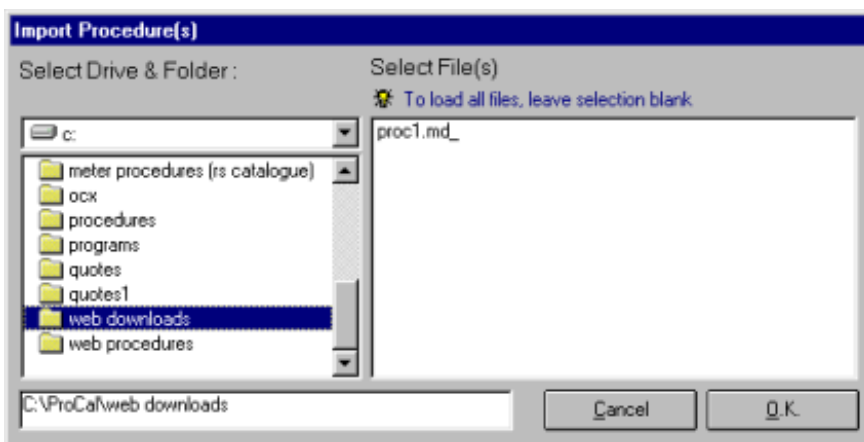 Import Procedure(s)
Select Drive & Folder :
Select File(s)
To load all files, leave selection blank
c:
proc1.md_
meter procedures (rs catalogue)
ocx
procedures
programs
quotes
quotes1
web downloads
web procedures
C:\ProCal\web downloads
Cancel
O.K.